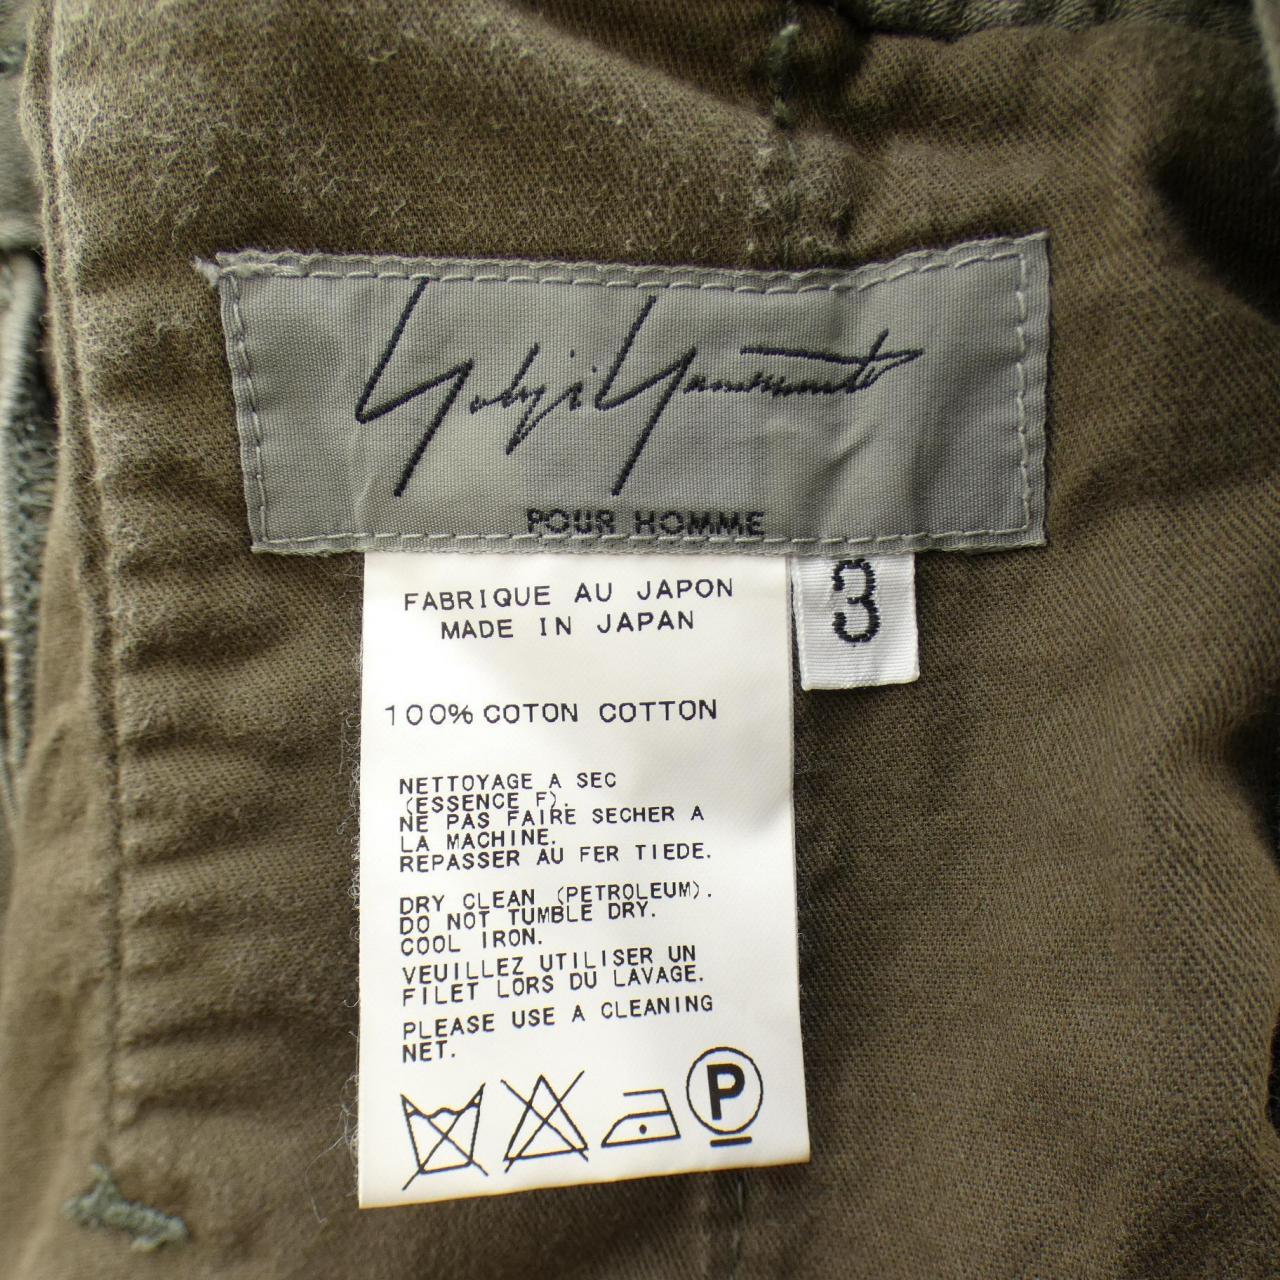 Yohji Yamamoto
POUR HOMME
3
FABRIQUE AU JAPON
MADE IN JAPAN
100% COTON COTTON
NETTOYAGE A SEC
(ESSENCE F).
NE PAS FAIRE SECHER A
LA MACHINE.
REPASSER AU FER TIEDE.
DRY CLEAN (PETROLEUM).
DO NOT TUMBLE DRY.
COOL IRON.
VEUILLEZ UTILISER UN
FILET LORS DU LAVAGE.
PLEASE USE A CLEANING
NET.
P